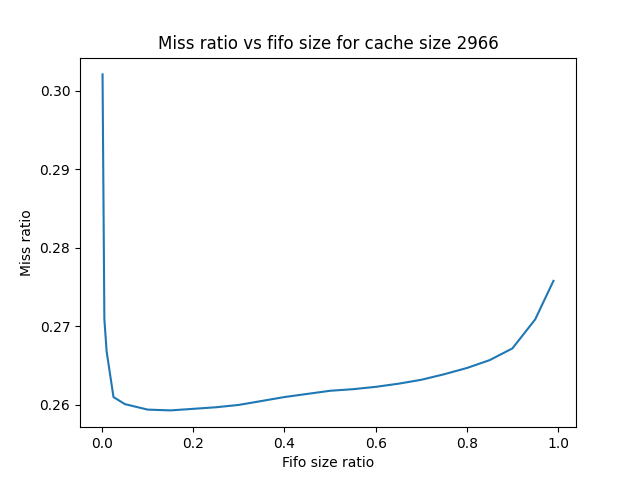 Miss ratio vs fifo size for cache size 2966
0.30
0.29
0.28
0.27
0.26
Miss ratio
0.0 0.2 0.4 0.6 0.8 1.0
Fifo size ratio